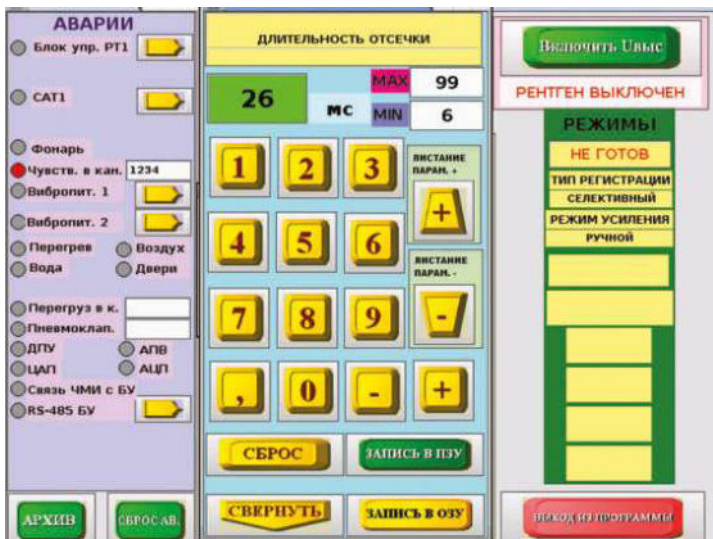 АВАРИИ
Блок упр. РТ1
САТ1
Фонарь
Чувств. в кан. 1234
Вибропит. 1
Вибропит. 2
Перегрев Воздух
Вода Двери
Перегруз в к.
Пневмоклап.
ДПУ АПВ
ЦАП АЦП
Связь ЧМИ с БУ
RS-485 БУ
АРХИВ СБРОС АВ.
ДЛИТЕЛЬНОСТЬ ОТСЕЧКИ
26 мс
MAX 99
MIN 6
1 2 3
ЛИСТАНИЕ
ПАРАМ. +
+
4 5 6
ЛИСТАНИЕ
ПАРАМ. -
-
7 8 9
, 0 - +
СБРОС ЗАПИСЬ В ПЗУ
СВЕРНУТЬ ЗАПИСЬ В ОЗУ
Включить Uвыс
РЕНТГЕН ВЫКЛЮЧЕН
РЕЖИМЫ
НЕ ГОТОВ
ТИП РЕГИСТРАЦИИ
СЕЛЕКТИВНЫЙ
РЕЖИМ УСИЛЕНИЯ
РУЧНОЙ
ВЫХОД ИЗ ПРОГРАММЫ